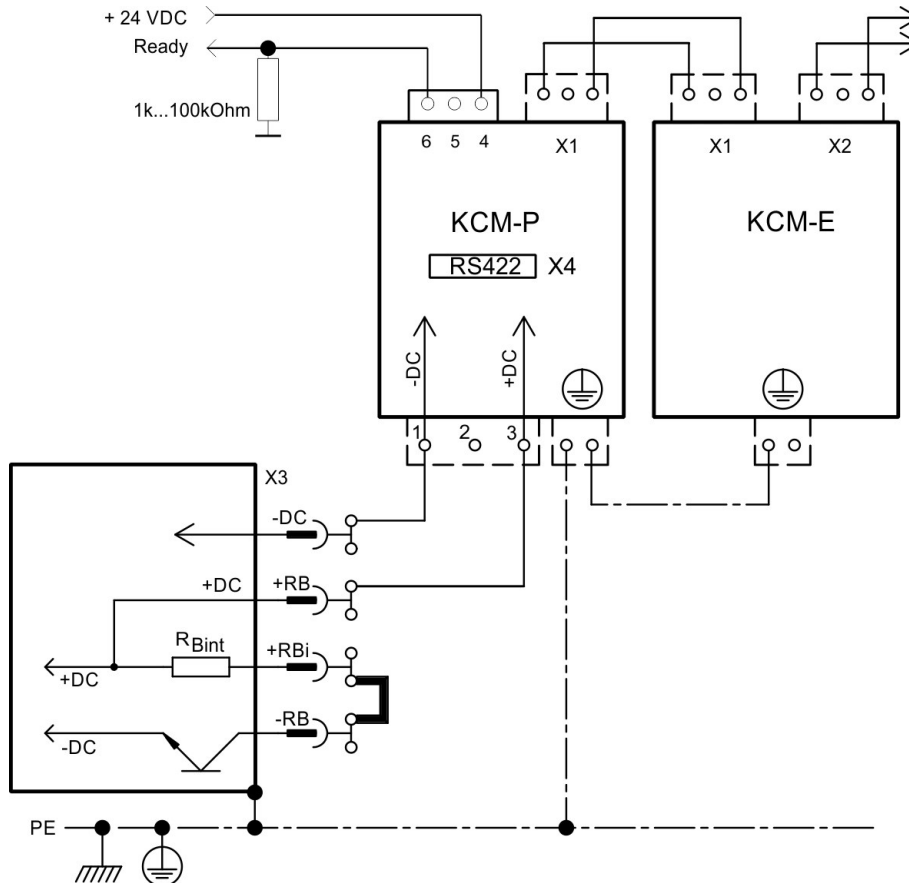 + 24 VDC
Ready
1k...100kOhm
6 5 4 X1
X1 X2
KCM-P
KCM-E
RS422 X4
-DC
+DC
1 2 3
X3
-DC
+DC +RB
RBint +RBi
+DC
-RB
-DC
PE